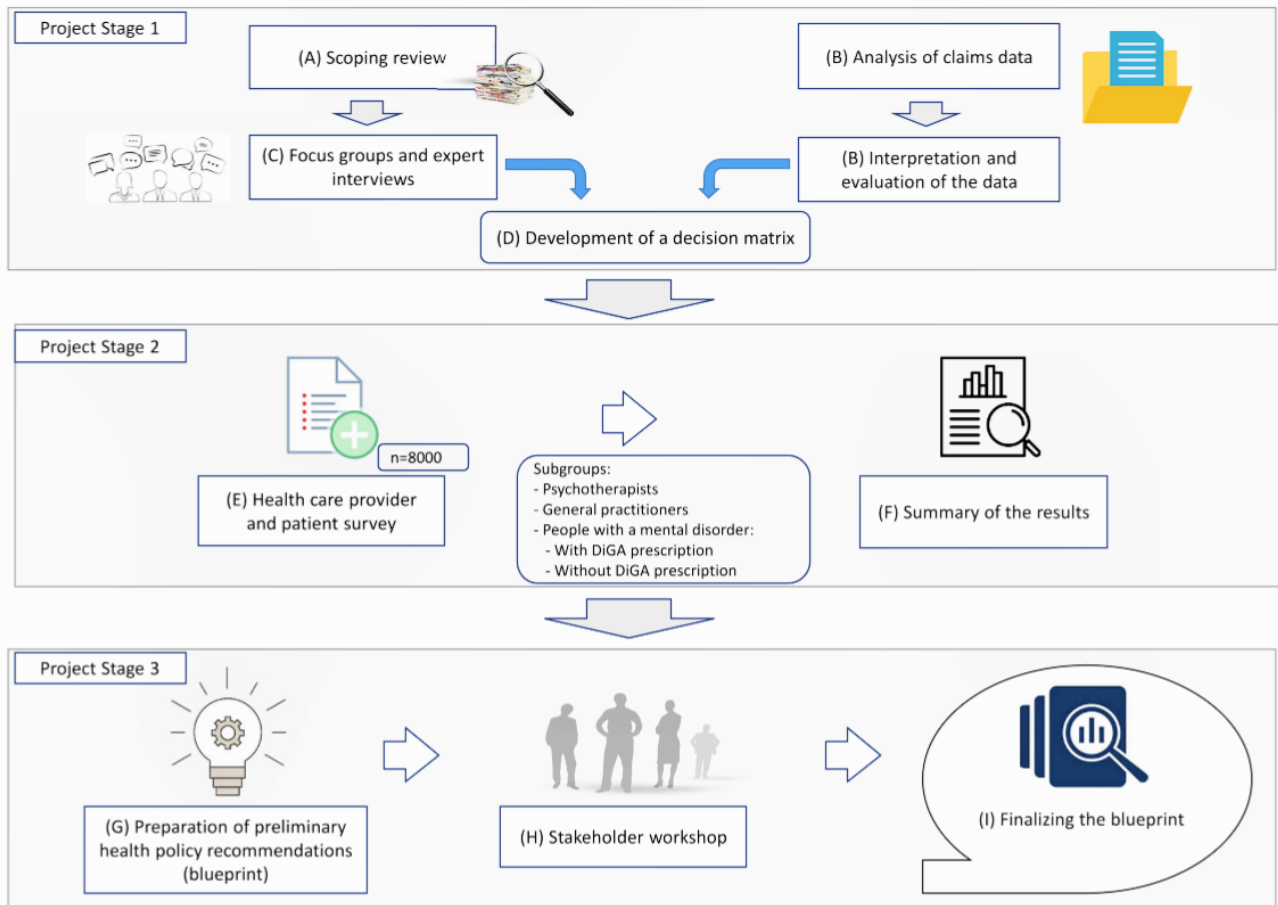 Project Stage 1
(A) Scoping review
(B) Analysis of claims data
(C) Focus groups and expert
interviews
(B) Interpretation and
evaluation of the data
(D) Development of a decision matrix
Project Stage 2
n=8000
(E) Health care provider
and patient survey
Subgroups:
- Psychotherapists
- General practitioners
- People with a mental disorder:
- With DiGA prescription
- Without DiGA prescription
(F) Summary of the results
Project Stage 3
(G) Preparation of preliminary
health policy recommendations
(blueprint)
(H) Stakeholder workshop
(I) Finalizing the blueprint